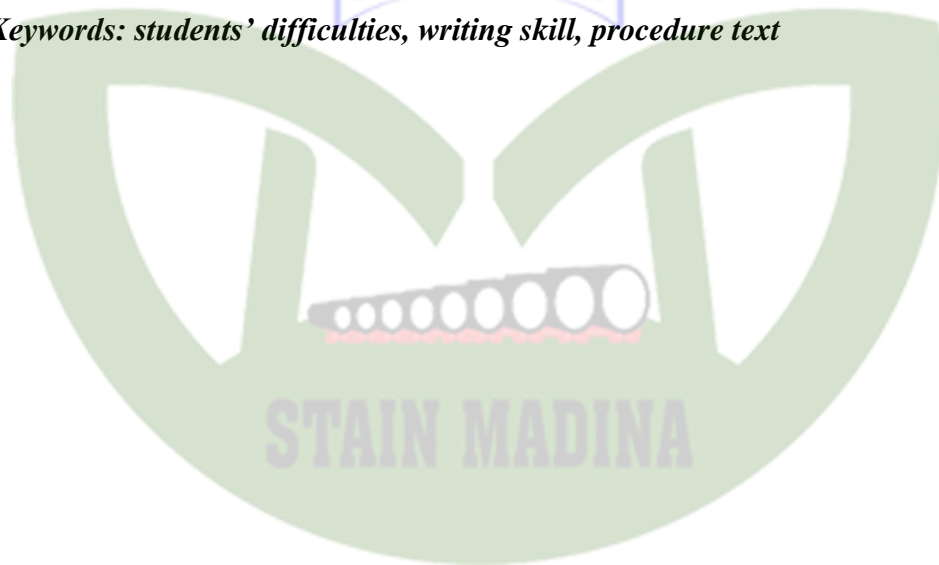 Keywords: students’ difficulties, writing skill, procedure text
STAIN MADINA